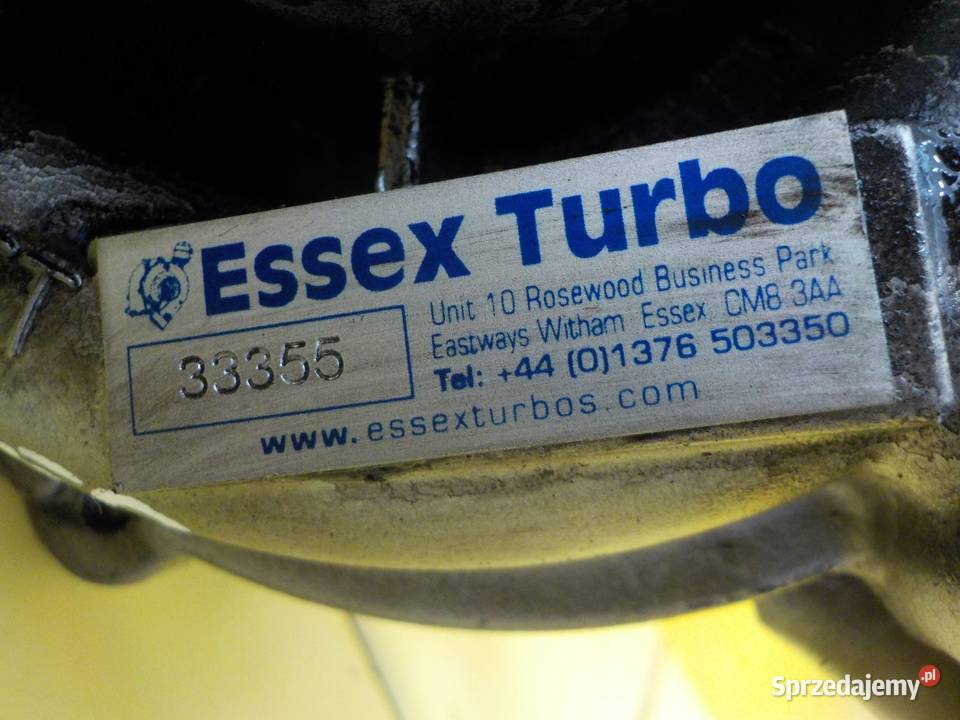 Essex Turbo
Unit 10 Rosewood Business Park
Eastways Witham Essex CM8 3AA
Tel: +44 (0)1376 503350
33355
www.essexturbos.com
Sprzedajemy.pl